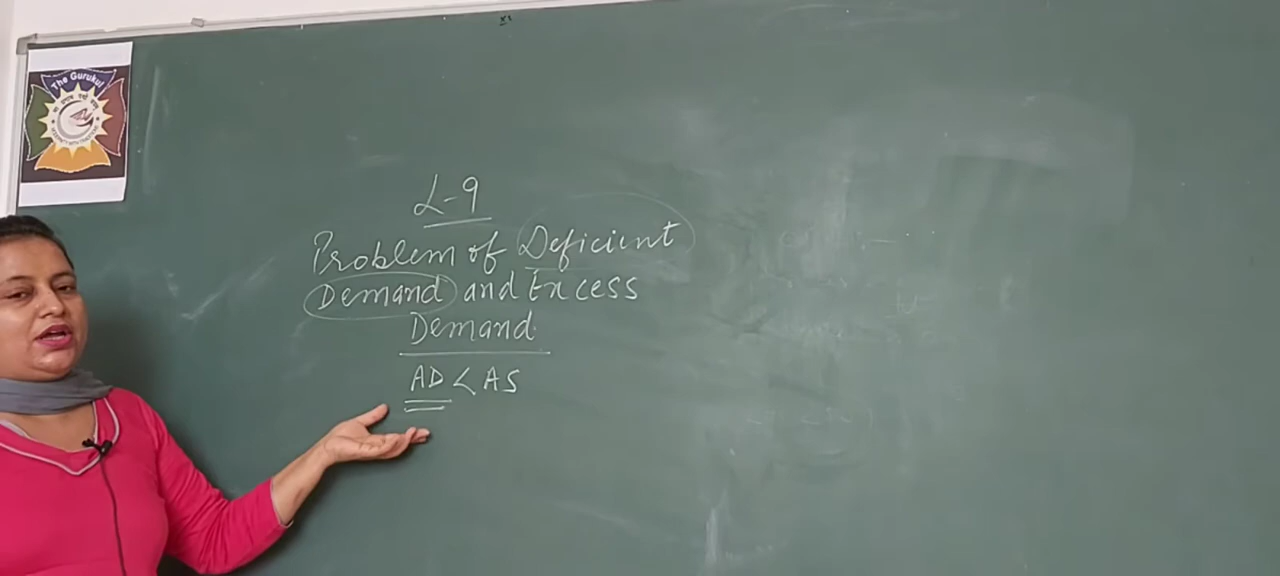 The Gurukul
L-9
Problem of Deficient
Demand and Excess
Demand
AD < AS